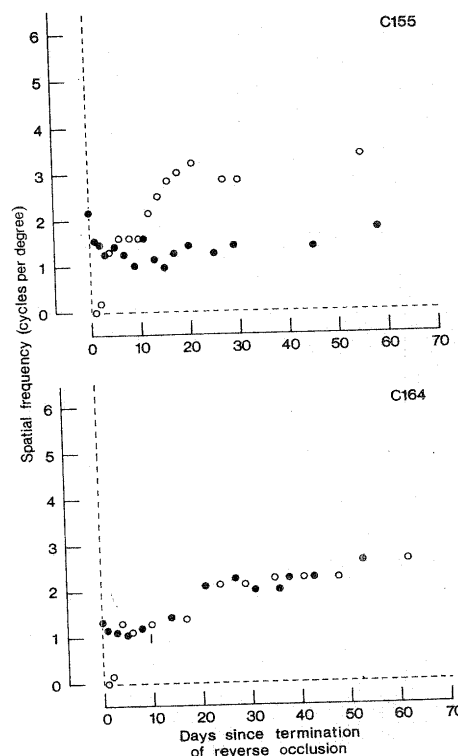 C155
6
5
4
3
2
1
0
0 10 20 30 40 50 60 70
Spatial frequency (cycles per degree)
C164
6
5
4
3
2
1
0
0 10 20 30 40 50 60 70
Days since termination
of reverse occlusion